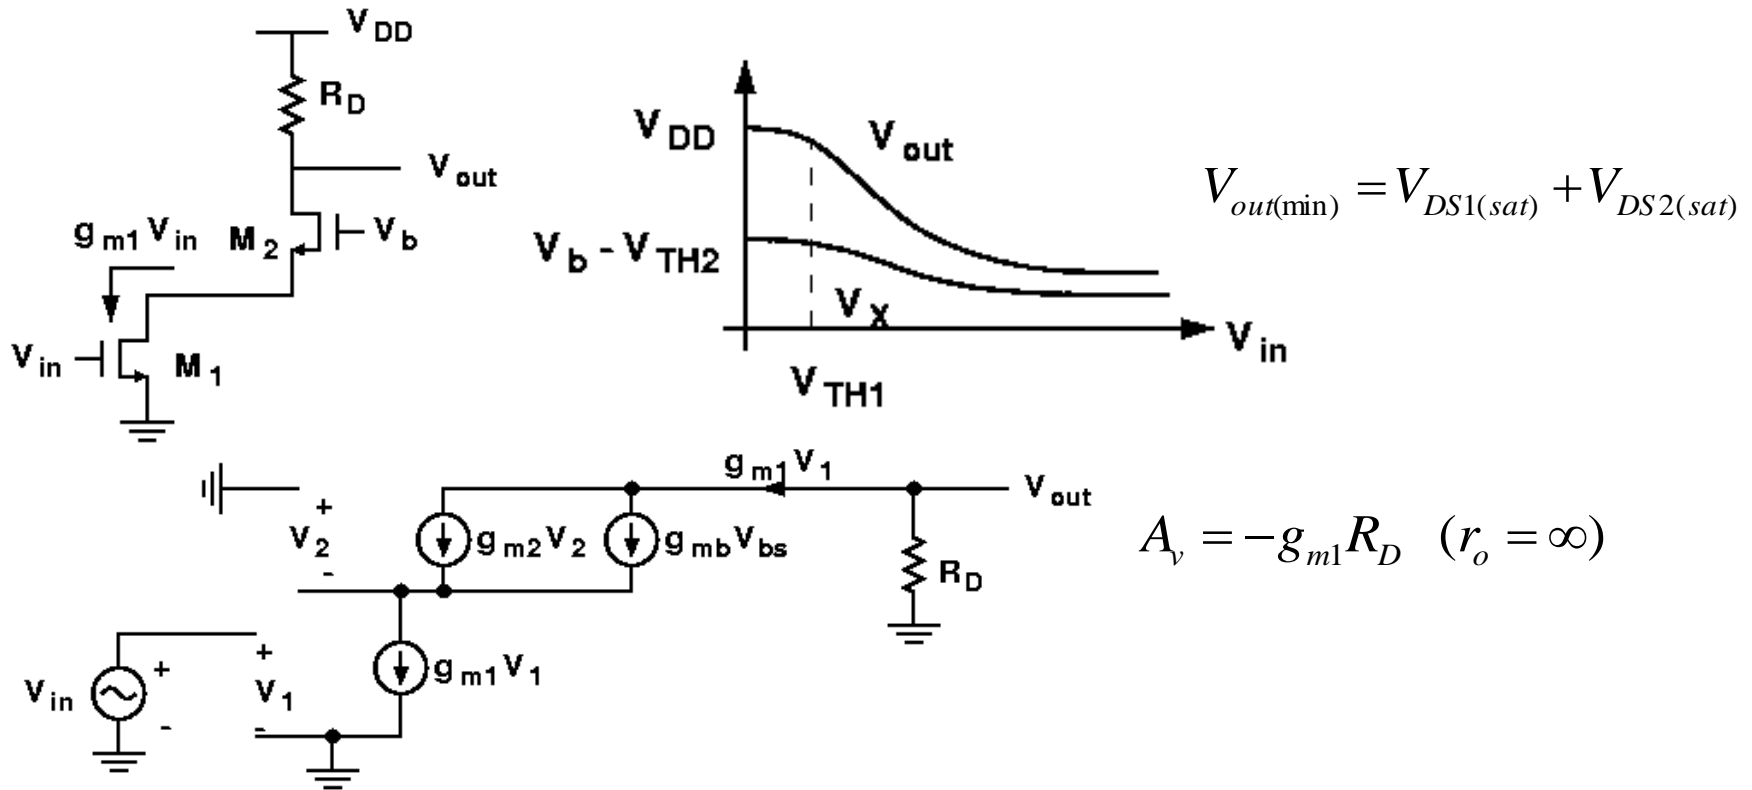 V_DD
R_D
V_out
g_m1 V_in
M_2
V_b
V_in
M_1
V_DD
V_out
V_b - V_TH2
V_X
V_in
V_TH1
V_out(min) = V_DS1(sat) + V_DS2(sat)
g_m1 V_1
V_out
+
V_2
-
g_m2 V_2
g_mb V_bs
R_D
A_v = −g_m1 R_D (r_o = ∞)
V_in
+
-
+
V_1
-
g_m1 V_1